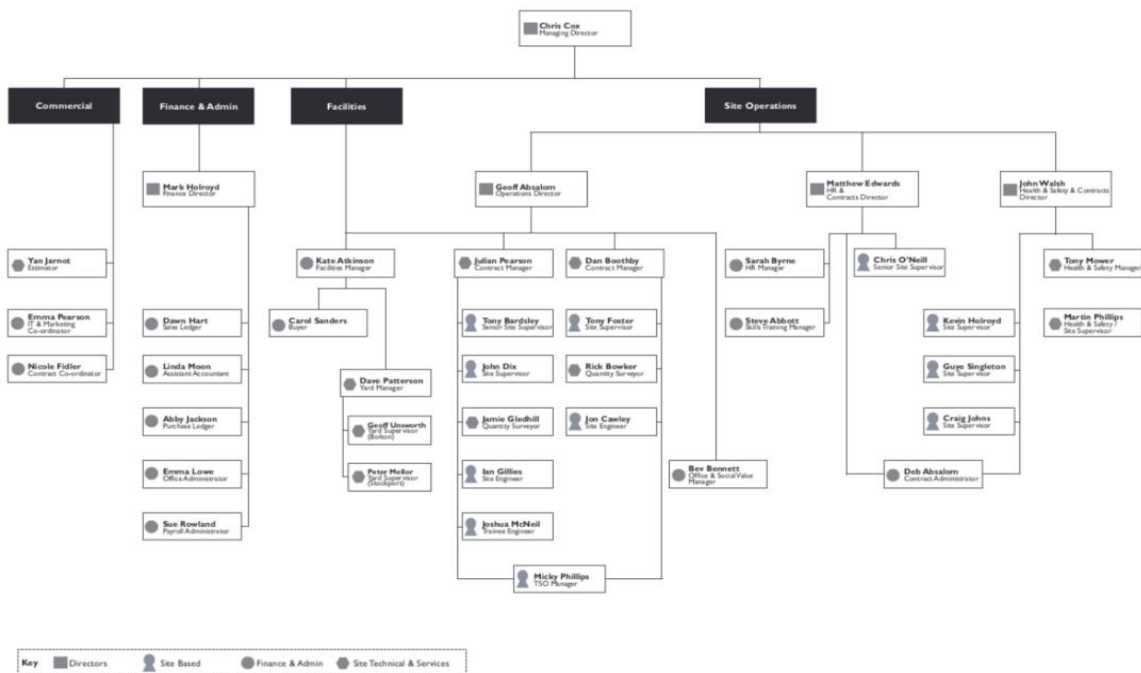 Chris Cox
Managing Director
Commercial
Finance & Admin
Facilities
Site Operations
Mark Holroyd
Finance Director
Geoff Absalom
Operations Director
Matthew Edwards
HR &
Contracts Director
John Walsh
Health & Safety & Contracts
Director
Yan Jarnot
Estimator
Kate Atkinson
Facilities Manager
Julian Pearson
Contract Manager
Dan Boothby
Contract Manager
Sarah Byrne
HR Manager
Chris O'Neill
Senior Site Supervisor
Tony Mower
Health & Safety Manager
Emma Pearson
IT & Marketing
Co-ordinator
Dawn Hart
Sales Ledger
Carol Sanders
Buyer
Tony Bardsley
Senior Site Supervisor
Tony Foster
Site Supervisor
Steve Abbott
Skills Training Manager
Kevin Holroyd
Site Supervisor
Martin Phillips
Health & Safety /
Site Supervisor
Nicole Fidler
Contract Co-ordinator
Linda Moon
Assistant Accountant
Dave Patterson
Yard Manager
John Dix
Site Supervisor
Rick Bowker
Quantity Surveyor
Guye Singleton
Site Supervisor
Abby Jackson
Purchase Ledger
Geoff Unsworth
Yard Supervisor
(Bolton)
Jamie Gledhill
Quantity Surveyor
Jon Cawley
Site Engineer
Craig Johns
Site Supervisor
Emma Lowe
Office Administrator
Peter Mellor
Yard Supervisor
(Stockport)
Ian Gillies
Site Engineer
Bev Bennett
Office & Social Value
Manager
Deb Absalom
Contract Administrator
Sue Rowland
Payroll Administrator
Joshua McNeil
Trainee Engineer
Micky Phillips
TSO Manager
Key Directors Site Based Finance & Admin Site Technical & Services